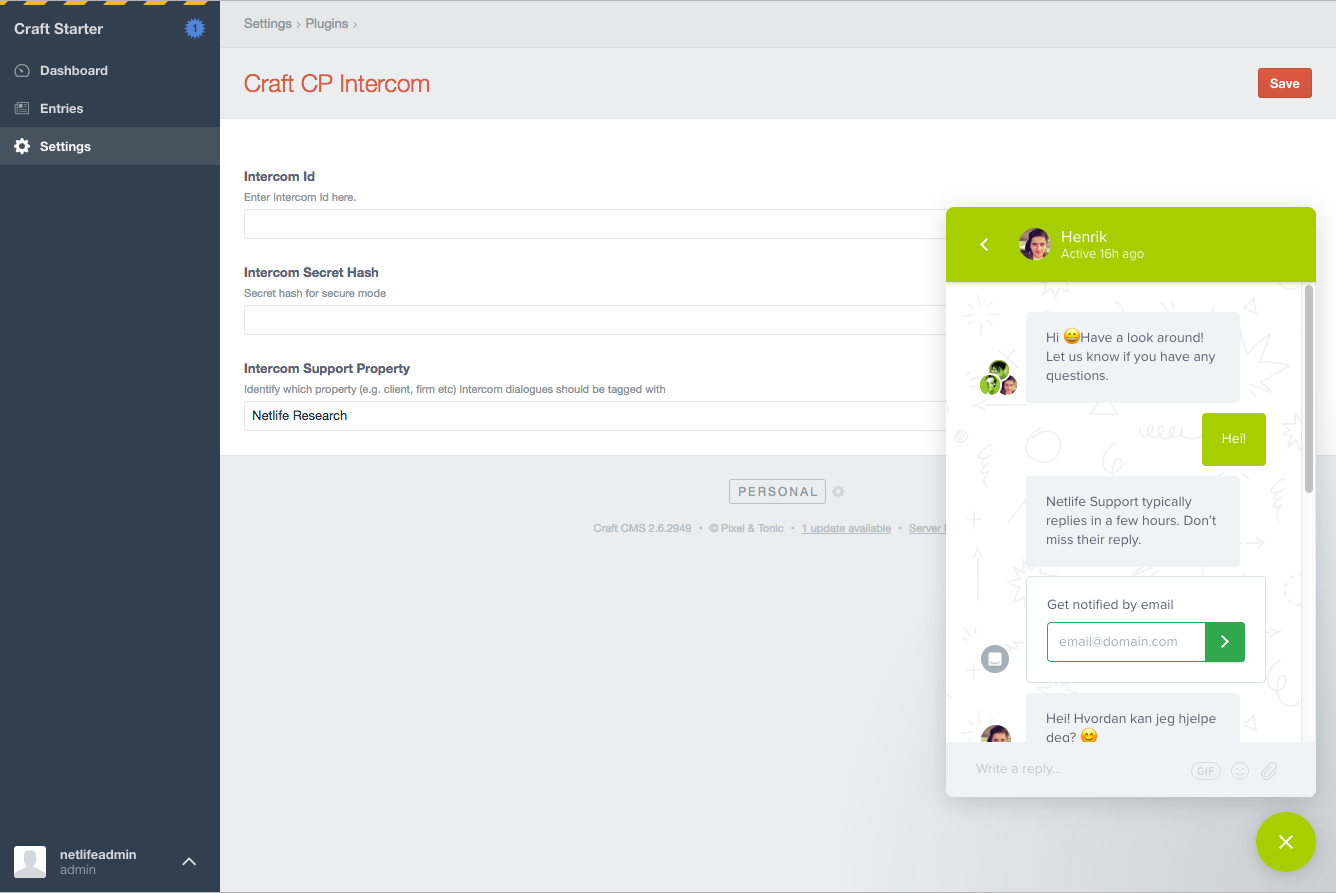 Craft Starter
1
Dashboard
Entries
Settings
netlifeadmin
admin
Settings › Plugins ›
Craft CP Intercom
Save
Intercom Id
Enter Intercom Id here.
Intercom Secret Hash
Secret hash for secure mode
Intercom Support Property
Identify which property (e.g. client, firm etc) Intercom dialogues should be tagged with
Netlife Research
PERSONAL
Craft CMS 2.6.2949 • © Pixel & Tonic • 1 update available • Server
Henrik
Active 16h ago
Hi 😀Have a look around!
Let us know if you have any
questions.
Hei!
Netlife Support typically
replies in a few hours. Don't
miss their reply.
Get notified by email
email@domain.com
Hei! Hvordan kan jeg hjelpe
deg? 😊
Write a reply...
GIF